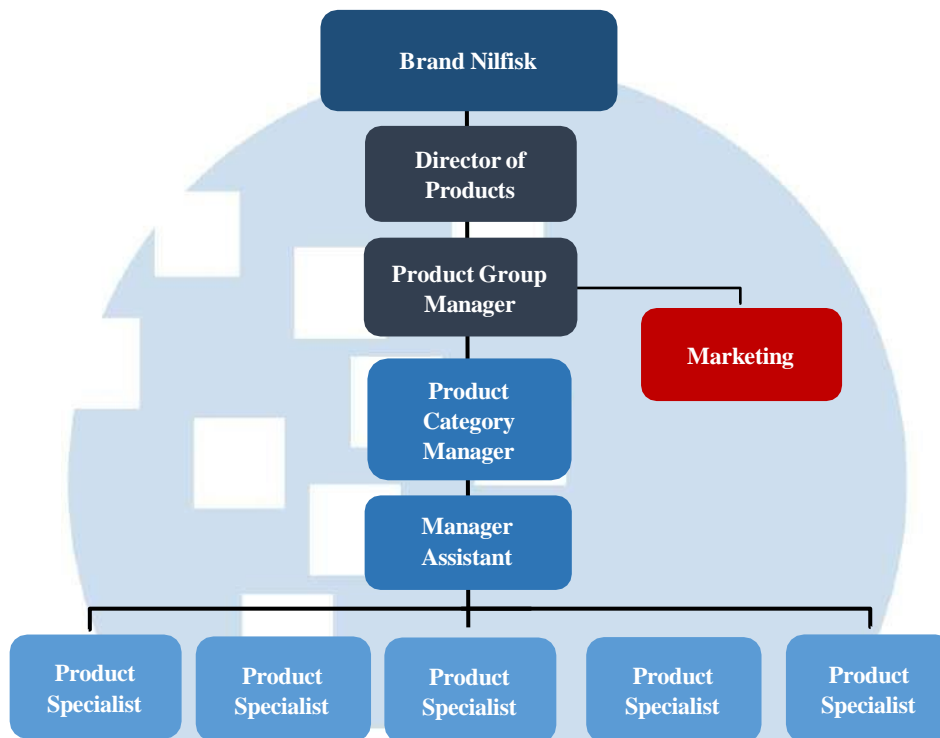 Brand Nilfisk
Director of
Products
Product Group
Manager
Marketing
Product
Category
Manager
Manager
Assistant
Product
Specialist
Product
Specialist
Product
Specialist
Product
Specialist
Product
Specialist